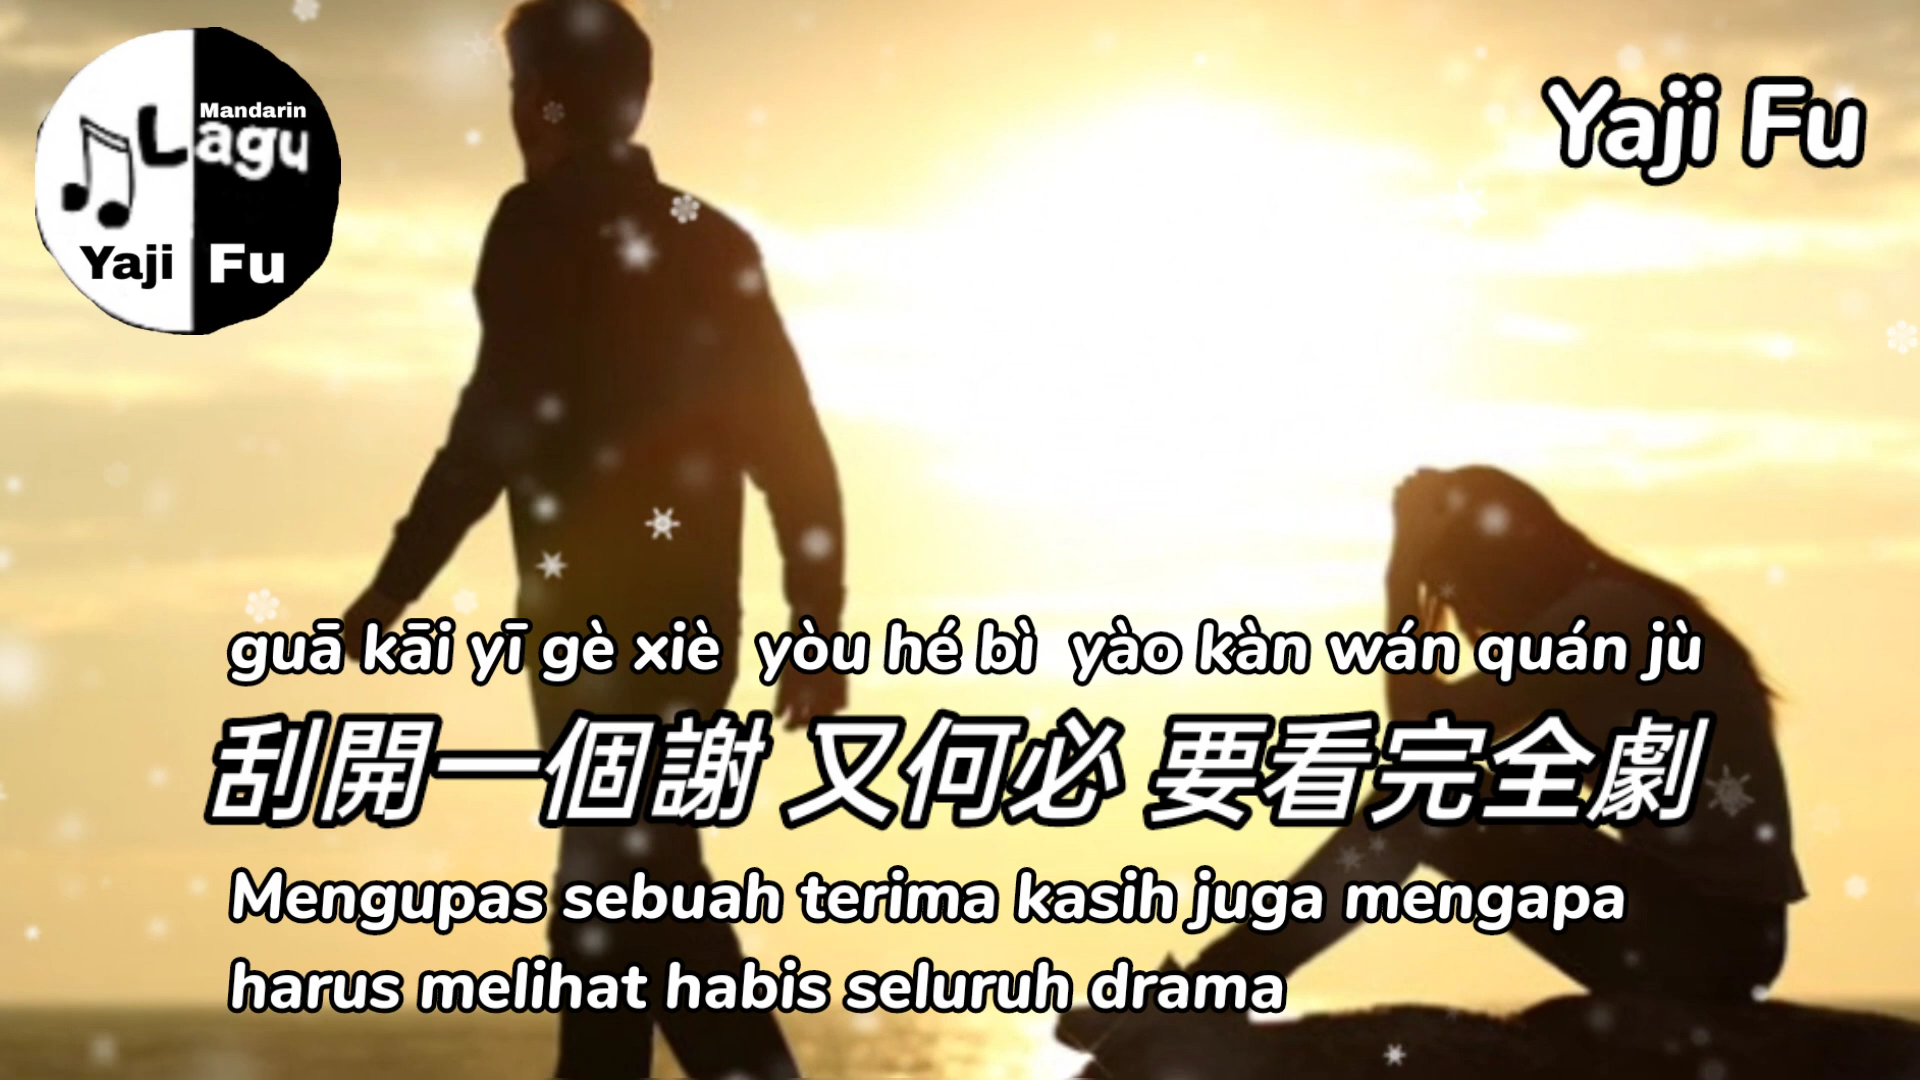 Mandarin
Lagu
Yaji Fu
Yaji Fu
guā kāi yī gè xiè yòu hé bì yào kàn wán quán jù
刮開一個謝 又何必 要看完全劇
Mengupas sebuah terima kasih juga mengapa
harus melihat habis seluruh drama